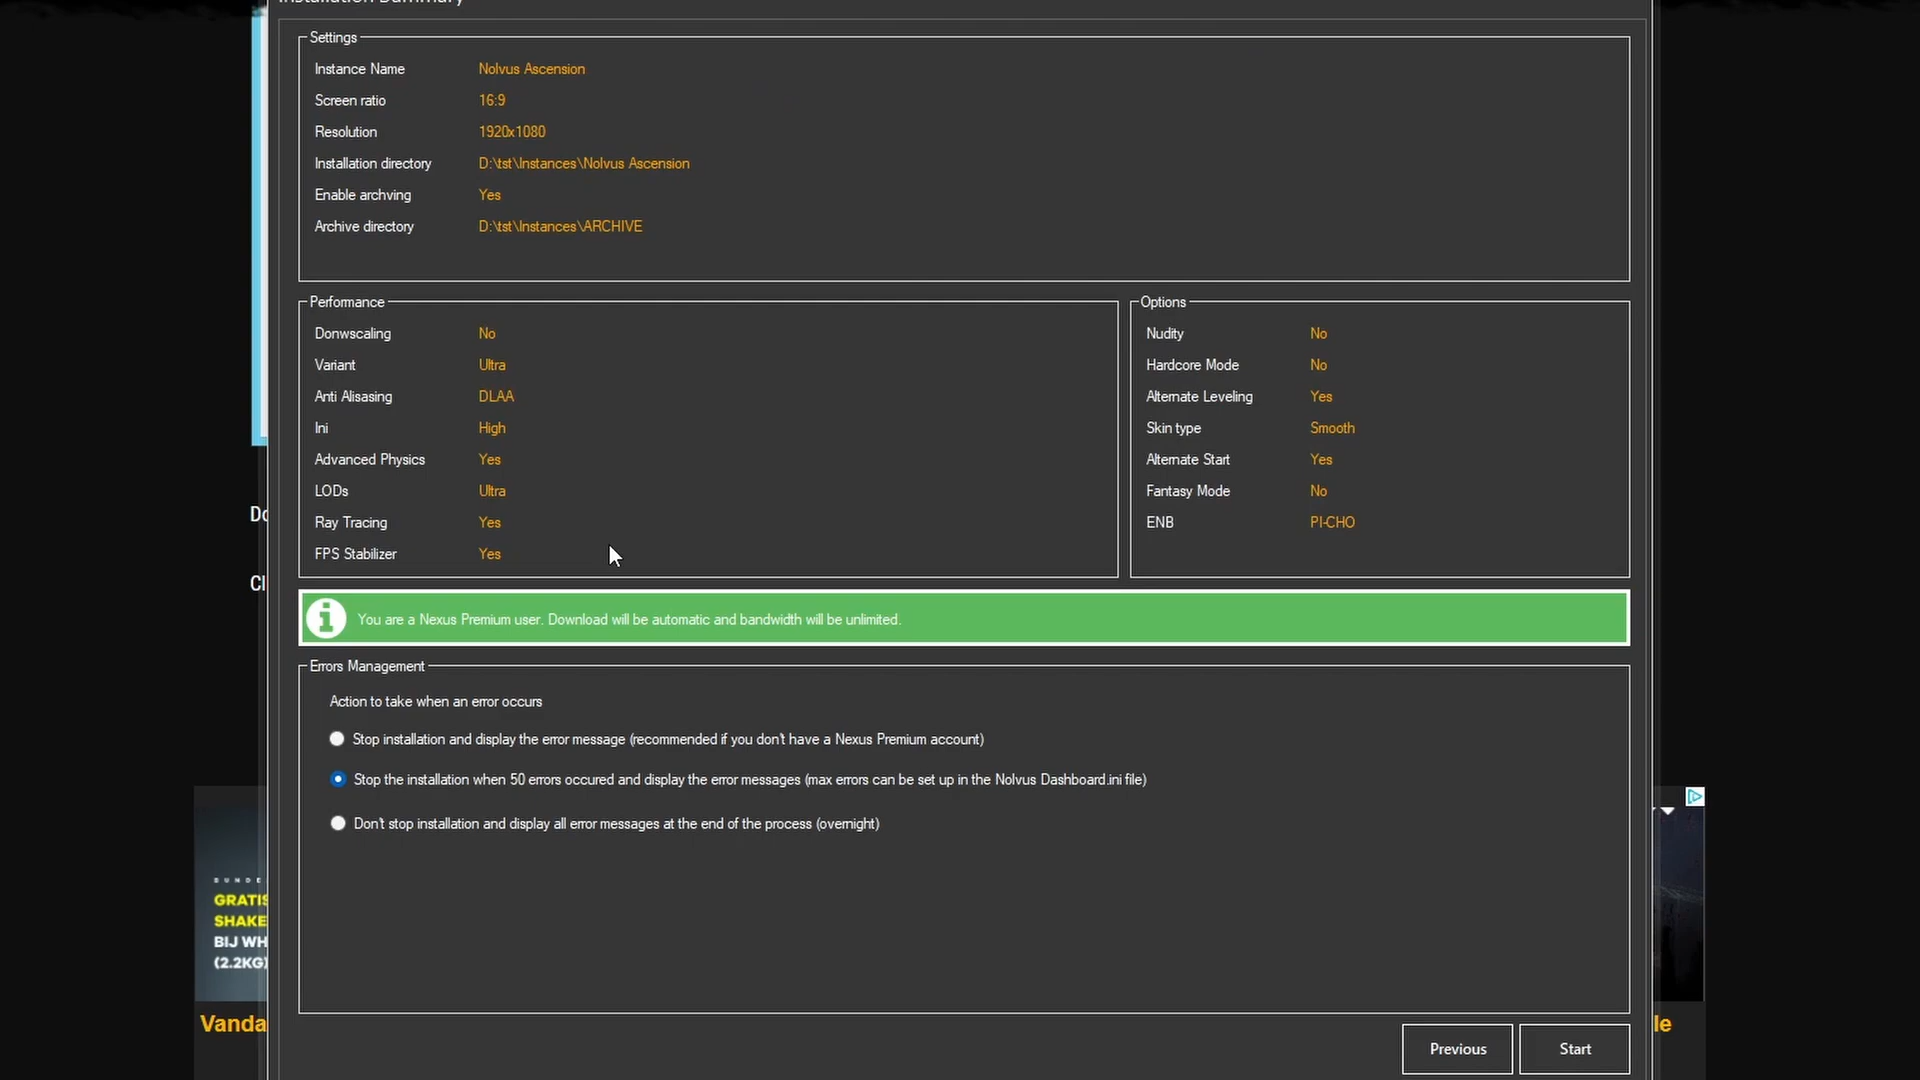 Installation Summary
Settings
Instance Name Nolvus Ascension
Screen ratio 16:9
Resolution 1920x1080
Installation directory D:\tst\Instances\Nolvus Ascension
Enable archving Yes
Archive directory D:\tst\Instances\ARCHIVE
Performance
Donwscaling No
Variant Ultra
Anti Alisasing DLAA
Ini High
Advanced Physics Yes
LODs Ultra
Ray Tracing Yes
FPS Stabilizer Yes
Options
Nudity No
Hardcore Mode No
Alternate Leveling Yes
Skin type Smooth
Alternate Start Yes
Fantasy Mode No
ENB PI-CHO
Do
Cl
You are a Nexus Premium user. Download will be automatic and bandwidth will be unlimited.
Errors Management
Action to take when an error occurs
Stop installation and display the error message (recommended if you don't have a Nexus Premium account)
Stop the installation when 50 errors occured and display the error messages (max errors can be set up in the Nolvus Dashboard.ini file)
Don't stop installation and display all error messages at the end of the process (overnight)
BUNDE
GRATIS
SHAKE
BIJ WH
(2.2KG)
Vanda
le
Previous
Start